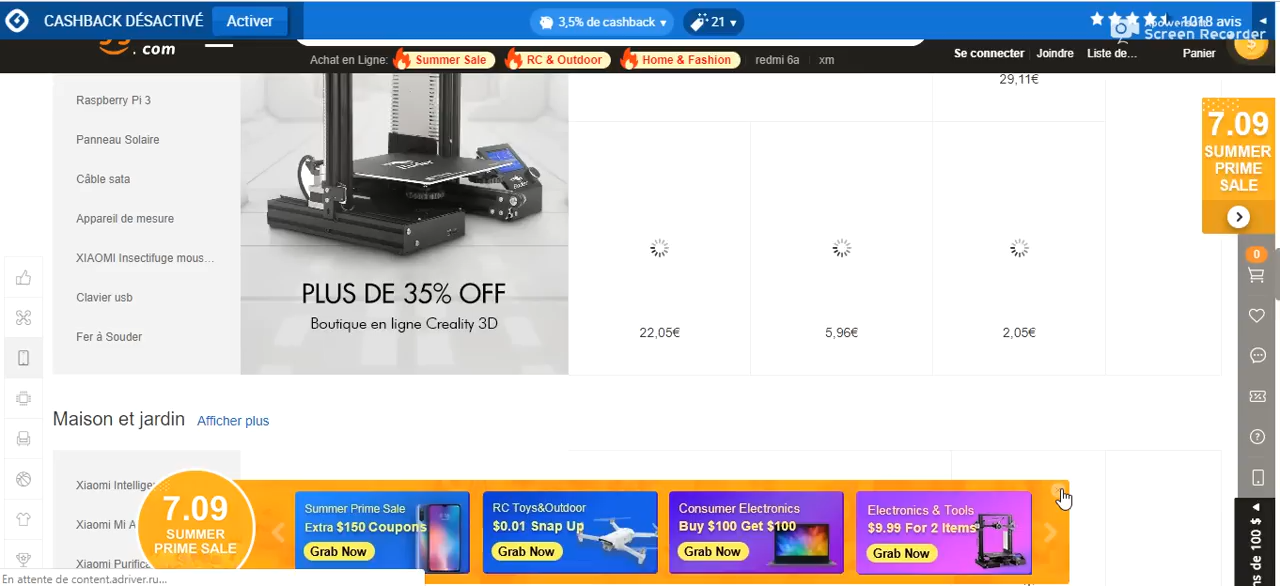 CASHBACK DÉSACTIVÉ Activer 3,5% de cashback 21 1018 avis
Screen Recorder
.com
Achat en Ligne: Summer Sale RC & Outdoor Home & Fashion redmi 6a xm
Se connecter Joindre Liste de... Panier
29,11€
Raspberry Pi 3
Panneau Solaire
Câble sata
Appareil de mesure
XIAOMI Insectifuge mous...
Clavier usb
Fer à Souder
PLUS DE 35% OFF
Boutique en ligne Creality 3D
22,05€ 5,96€ 2,05€
7.09
SUMMER
PRIME
SALE
0
Maison et jardin Afficher plus
Xiaomi Intellige
Xiaomi Mi A
Xiaomi Purifica
7.09
SUMMER
PRIME SALE
Summer Prime Sale
Extra $150 Coupons
Grab Now
RC Toys&Outdoor
$0.01 Snap Up
Grab Now
Consumer Electronics
Buy $100 Get $100
Grab Now
Electronics & Tools
$9.99 For 2 Items
Grab Now
ns de 100 $
En attente de content.adriver.ru...